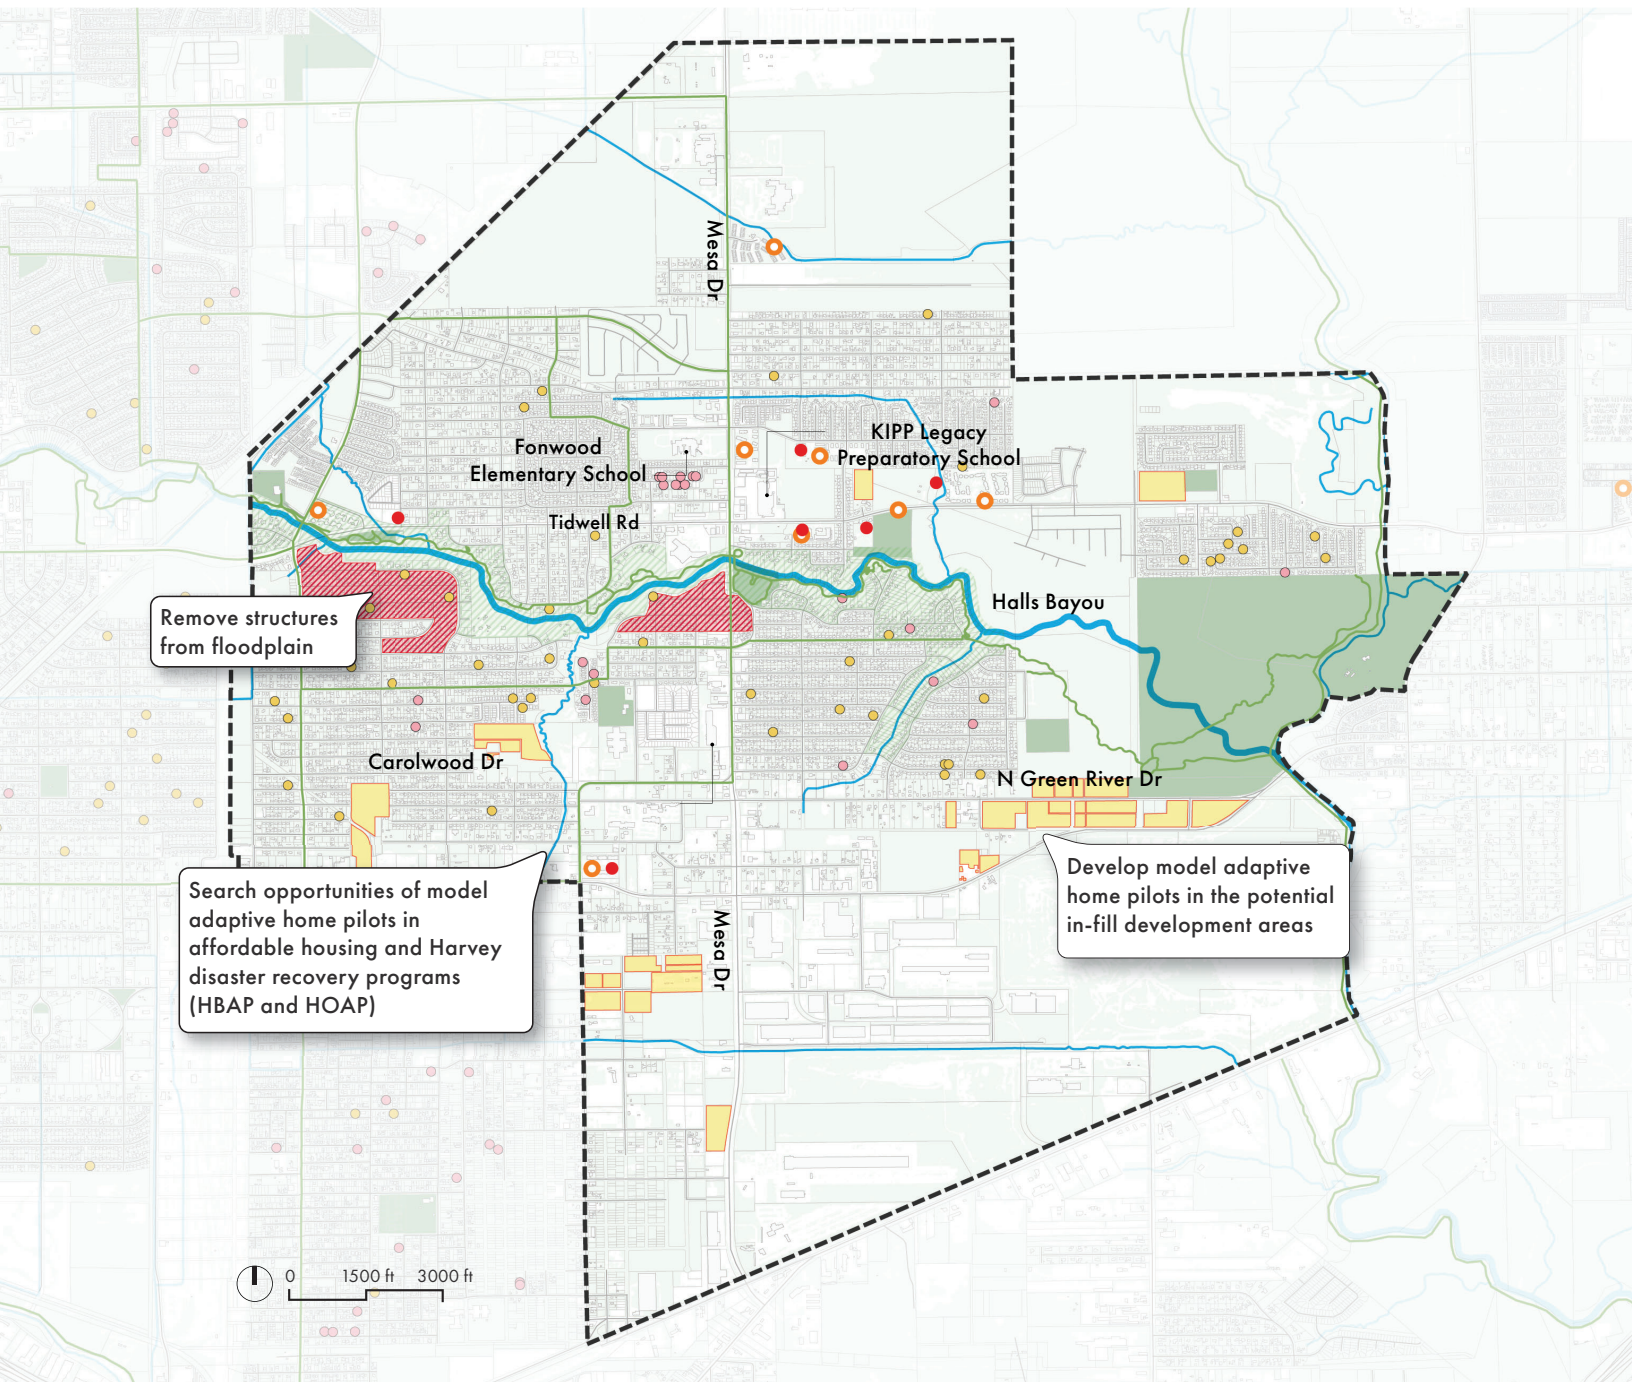 Mesa Dr
KIPP Legacy
Preparatory School
Fonwood
Elementary School
Tidwell Rd
Halls Bayou
Remove structures
from floodplain
Carolwood Dr
N Green River Dr
Search opportunities of model
adaptive home pilots in
affordable housing and Harvey
disaster recovery programs
(HBAP and HOAP)
Develop model adaptive
home pilots in the potential
in-fill development areas
Mesa Dr
0 1500 ft 3000 ft